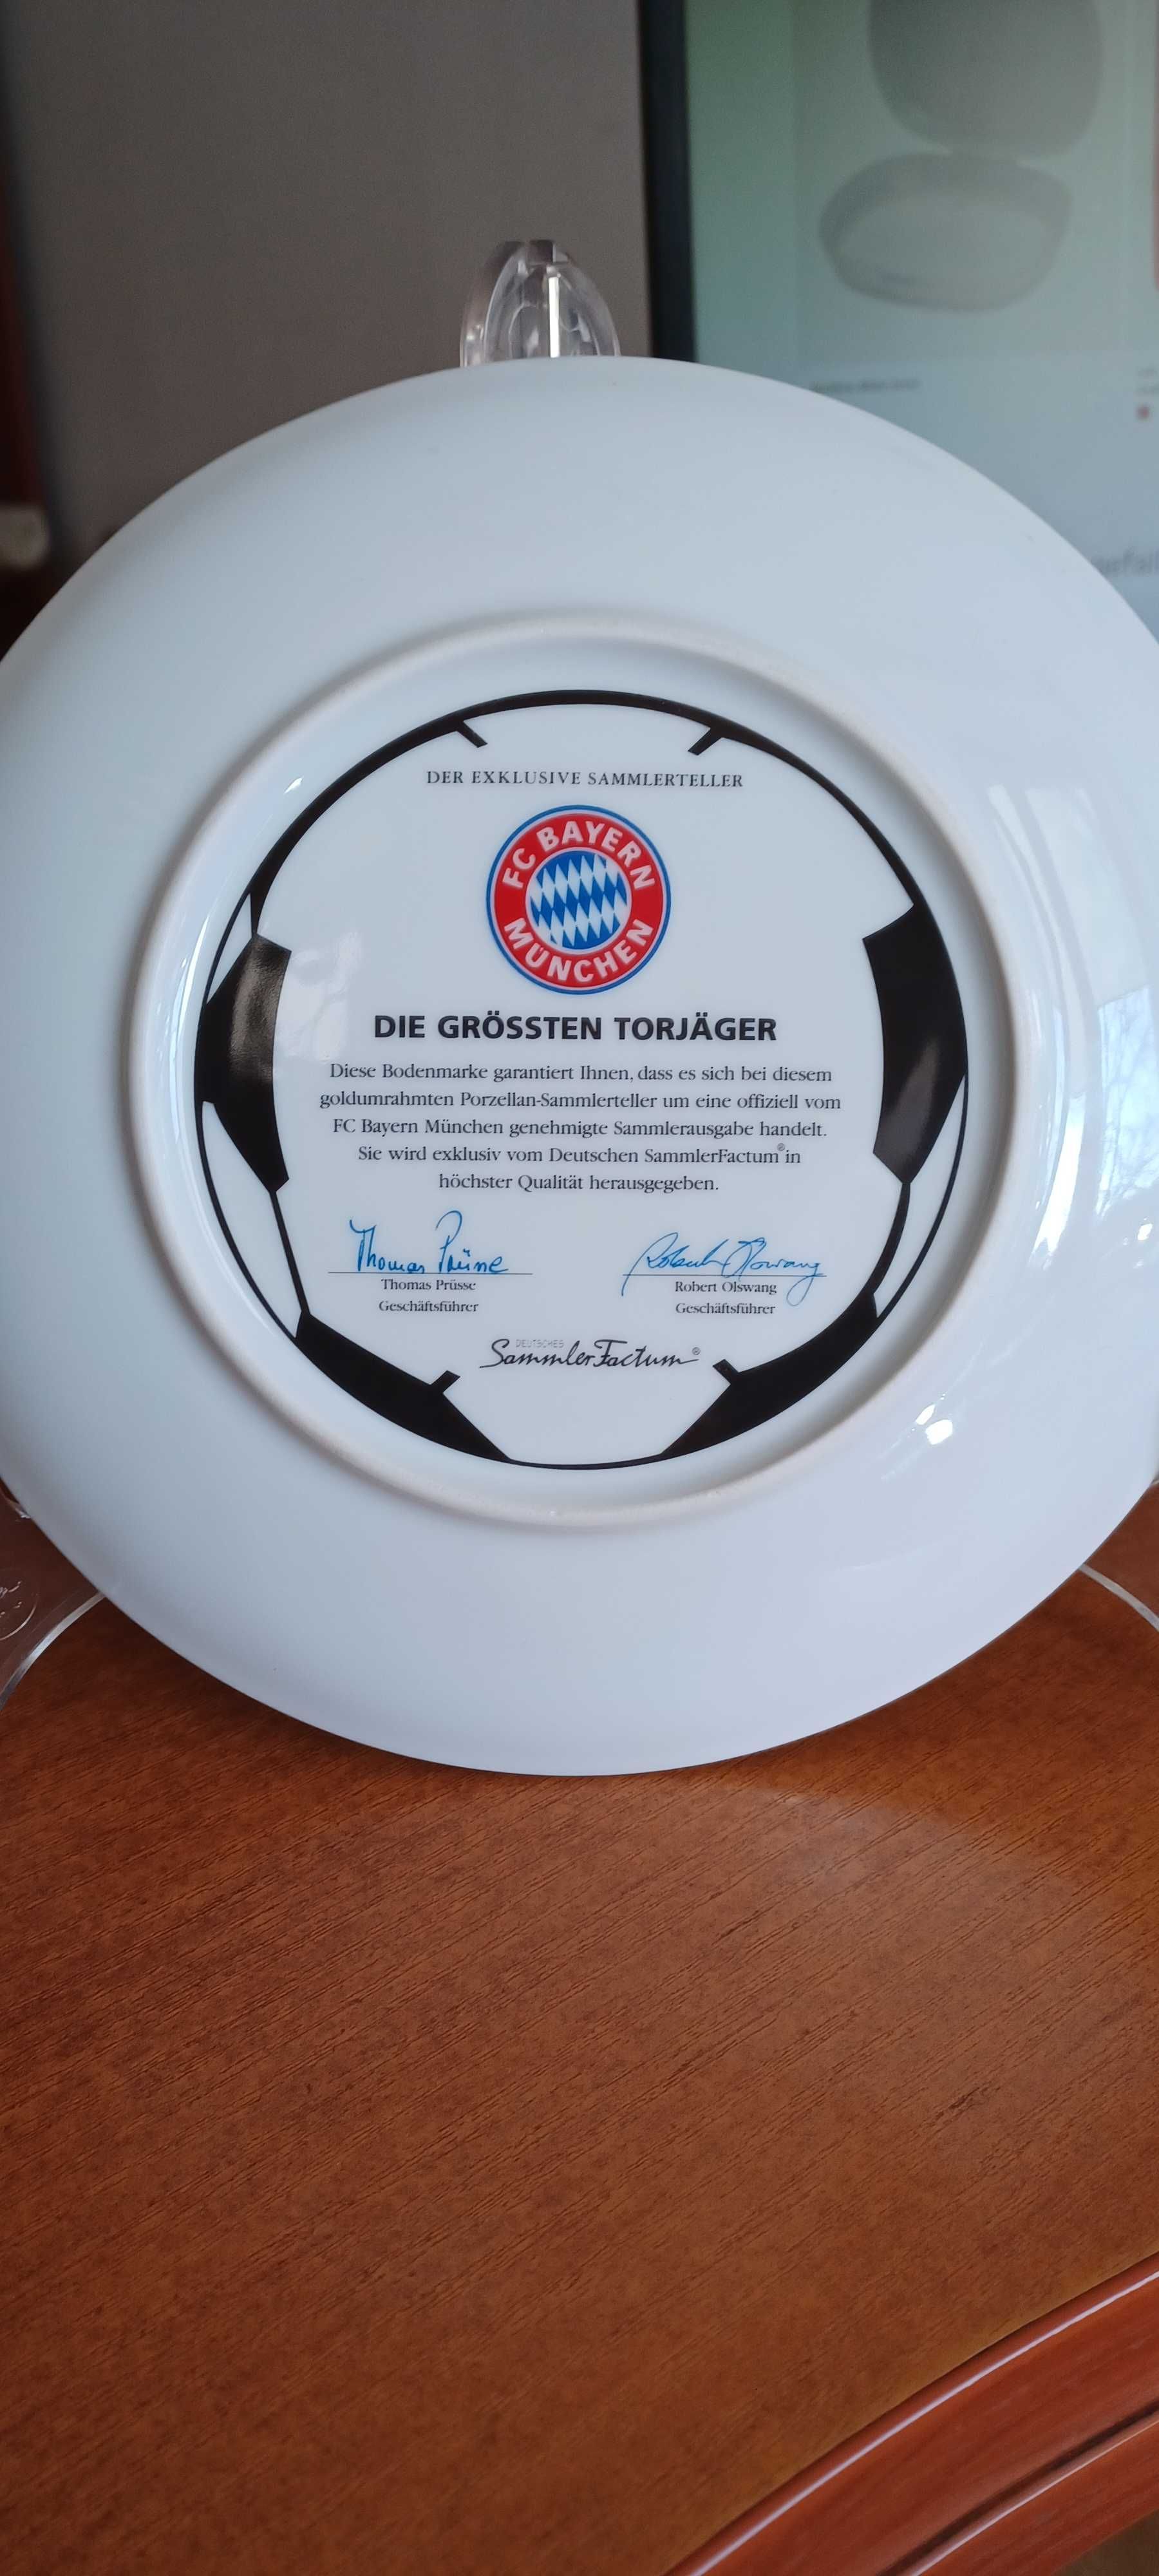 DER EXKLUSIVE SAMMLERTELLER
FC BAYERN
MÜNCHEN
DIE GRÖSSTEN TORJÄGER
Diese Bodenmarke garantiert Ihnen, dass es sich bei diesem
goldumrahmten Porzellan-Sammlerteller um eine offiziell vom
FC Bayern München genehmigte Sammlerausgabe handelt.
Sie wird exklusiv vom Deutschen SammlerFactum® in
höchster Qualität herausgegeben.
Thomas Prüsse
Robert Olswang
Thomas Prüsse
Robert Olswang
Geschäftsführer
Geschäftsführer
DEUTSCHES
SammlerFactum®